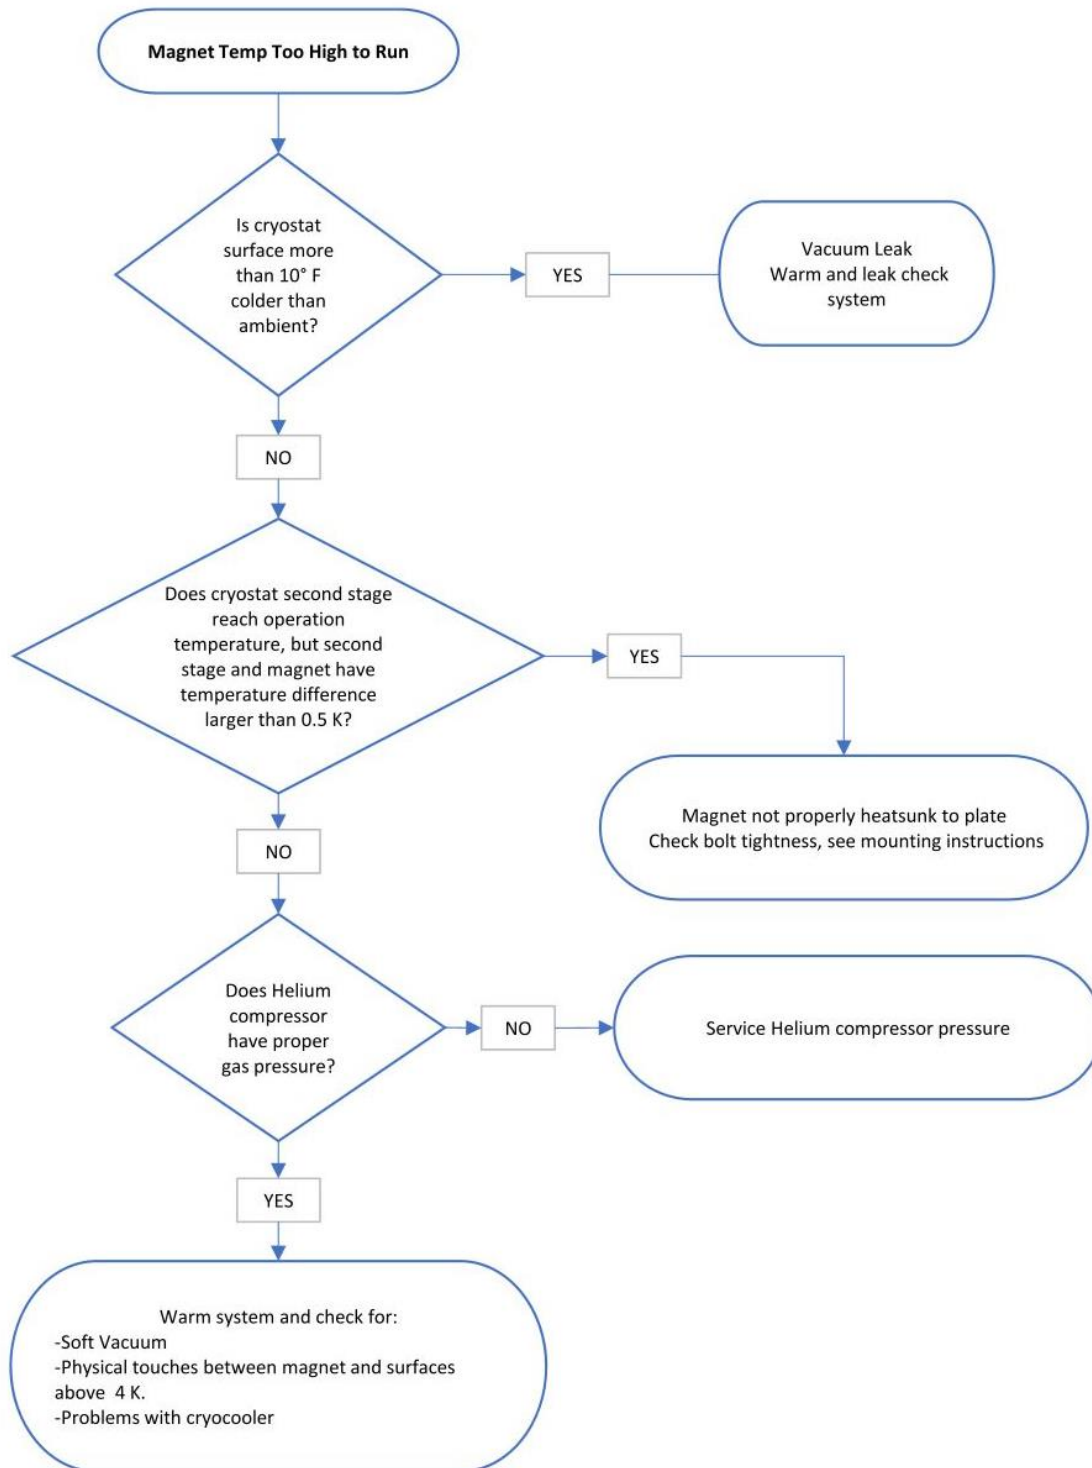 Magnet Temp Too High to Run
Is cryostat
surface more
than 10° F
colder than
ambient?
YES
Vacuum Leak
Warm and leak check
system
NO
Does cryostat second stage
reach operation
temperature, but second
stage and magnet have
temperature difference
larger than 0.5 K?
YES
Magnet not properly heatsunk to plate
Check bolt tightness, see mounting instructions
NO
Does Helium
compressor
have proper
gas pressure?
NO
Service Helium compressor pressure
YES
Warm system and check for:
-Soft Vacuum
-Physical touches between magnet and surfaces
above 4 K.
-Problems with cryocooler